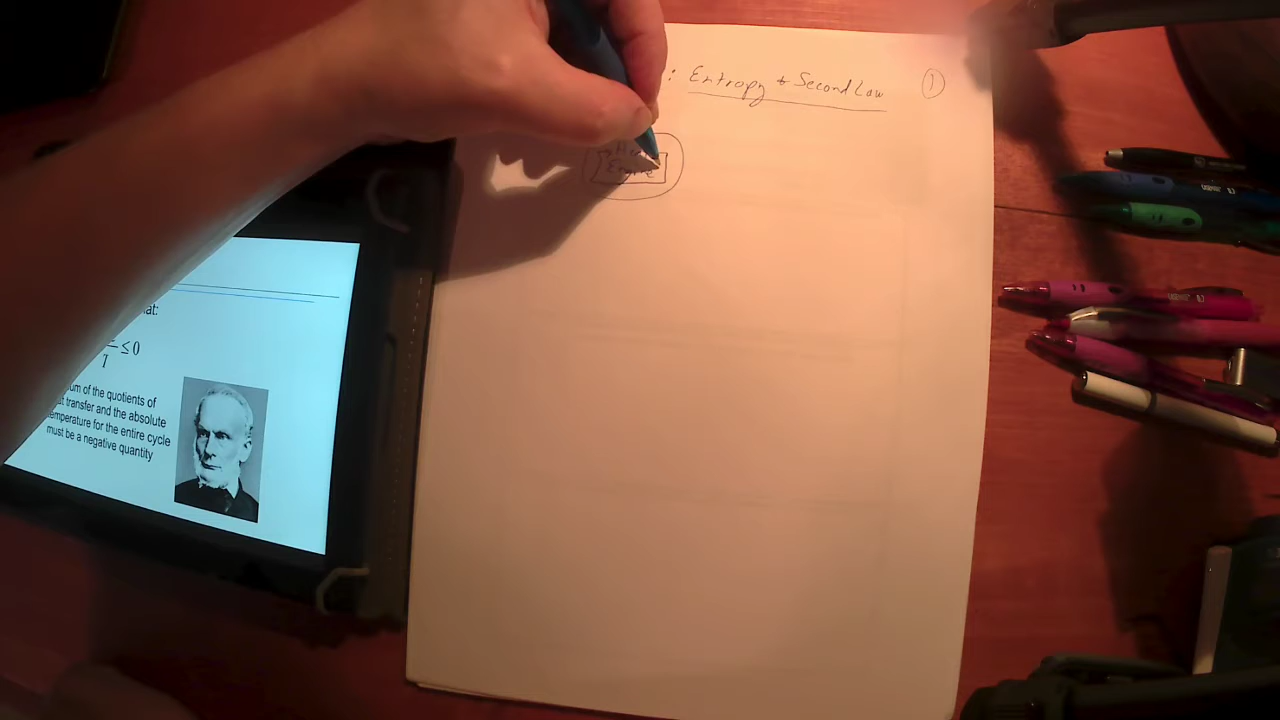 : Entropy + Second Law
1
Engine
at:
T ≤ 0
um of the quotients of
transfer and the absolute
emperature for the entire cycle
must be a negative quantity